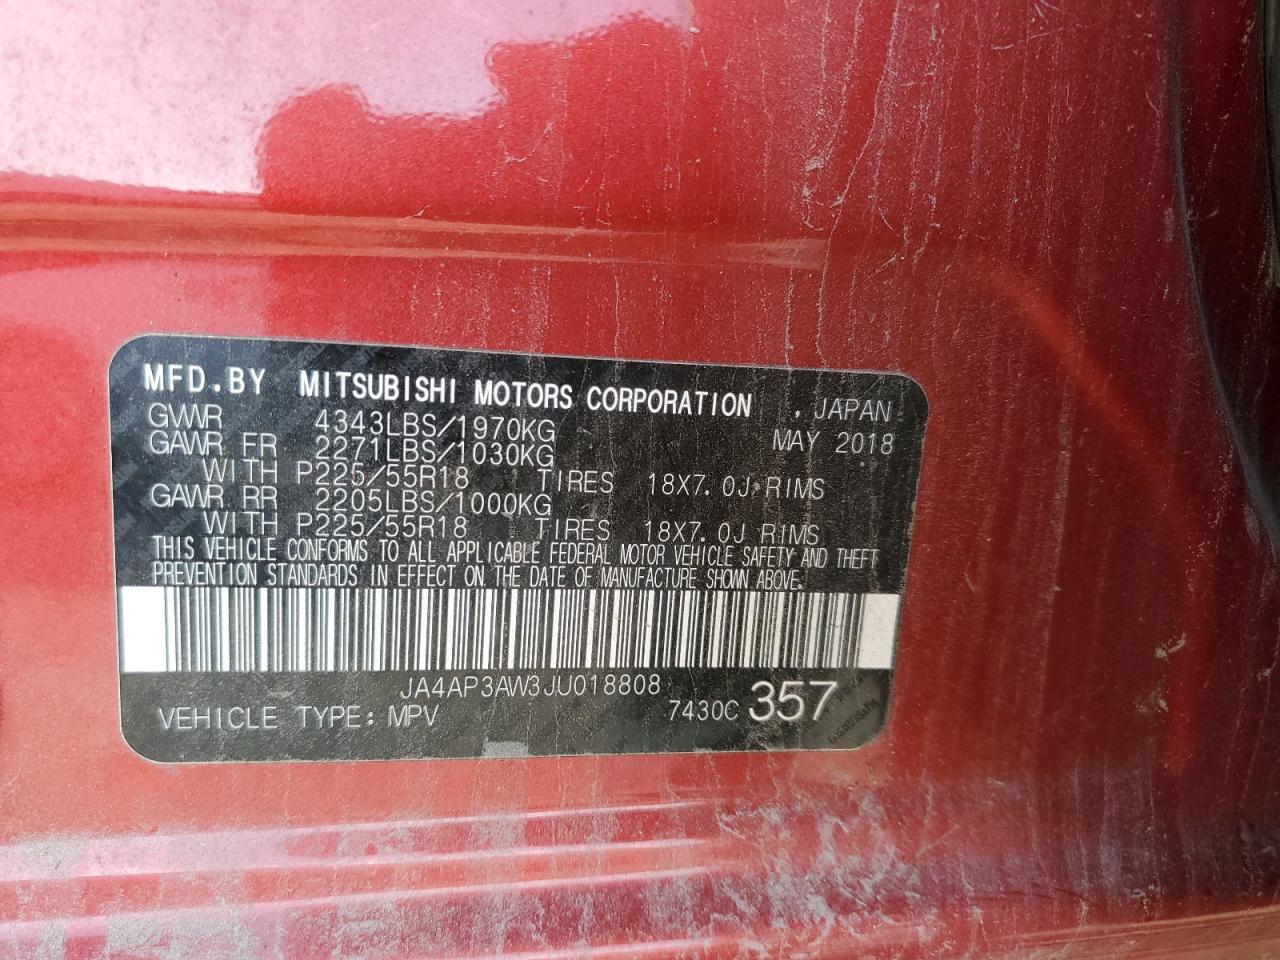 MFD.BY MITSUBISHI MOTORS CORPORATION . JAPAN
GVWR 4343LBS/1970KG MAY 2018
GAWR FR 2271LBS/1030KG
WITH P225/55R18 TIRES 18X7.0J RIMS
GAWR RR 2205LBS/1000KG
WITH P225/55R18 TIRES 18X7.0J RIMS
THIS VEHICLE CONFORMS TO ALL APPLICABLE FEDERAL MOTOR VEHICLE SAFETY AND THEFT
PREVENTION STANDARDS IN EFFECT ON THE DATE OF MANUFACTURE SHOWN ABOVE.
JA4AP3AW3JU018808
VEHICLE TYPE: MPV 7430C 357